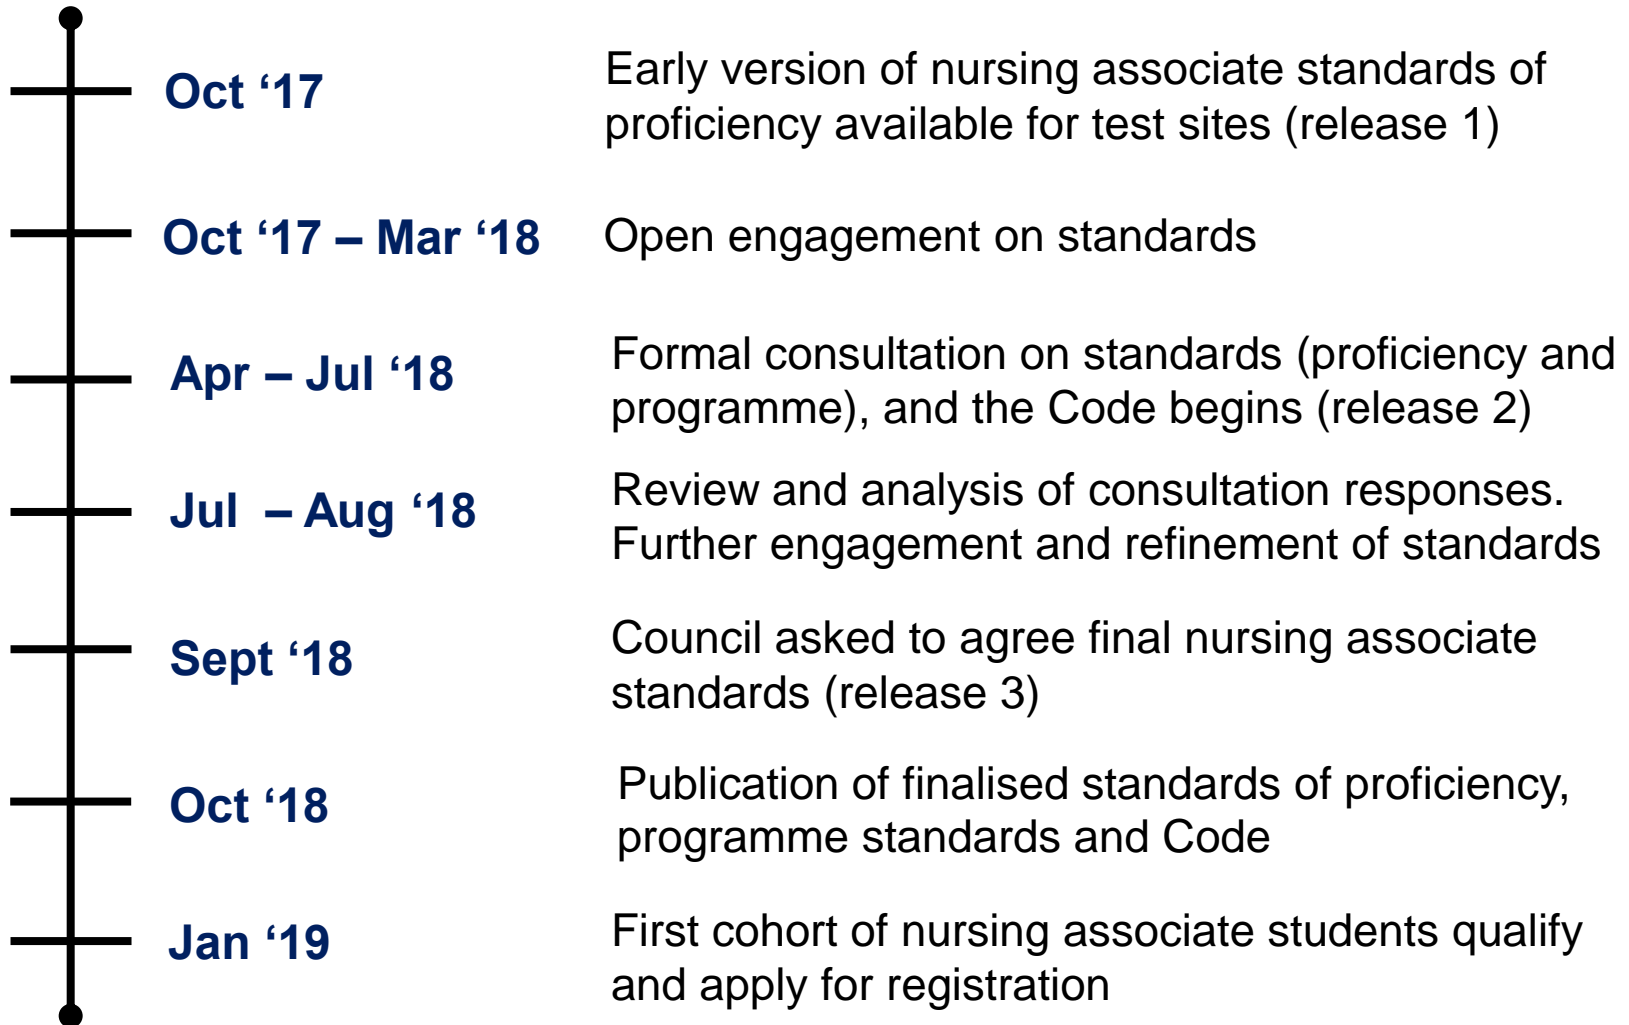 Oct ‘17
Early version of nursing associate standards of
proficiency available for test sites (release 1)
Oct ‘17 – Mar ‘18
Open engagement on standards
Apr – Jul ‘18
Formal consultation on standards (proficiency and
programme), and the Code begins (release 2)
Jul – Aug ‘18
Review and analysis of consultation responses.
Further engagement and refinement of standards
Sept ‘18
Council asked to agree final nursing associate
standards (release 3)
Oct ‘18
Publication of finalised standards of proficiency,
programme standards and Code
Jan ‘19
First cohort of nursing associate students qualify
and apply for registration